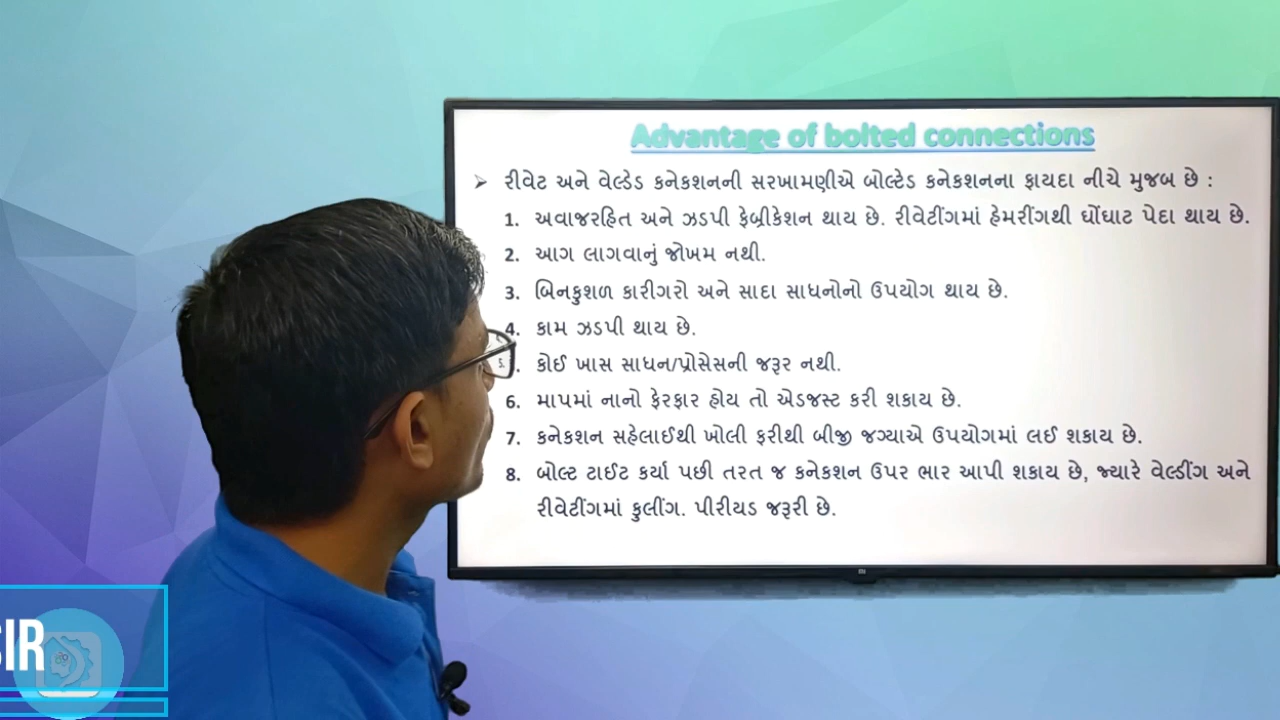 Advantage of bolted connections
➢ રીવેટ અને વેલ્ડેડ કનેકશનની સરખામણીએ બોલ્ટેડ કનેકશનના ફાયદા નીચે મુજબ છે :
1. અવાજરહિત અને ઝડપી ફેબ્રીકેશન થાય છે. રીવેટીંગમાં હેમરીંગથી ઘોંઘાટ પેદા થાય છે.
2. આગ લાગવાનું જોખમ નથી.
3. બિનકુશળ કારીગરો અને સાદા સાધનોનો ઉપયોગ થાય છે.
4. કામ ઝડપી થાય છે.
5. કોઈ ખાસ સાધન/પ્રોસેસની જરૂર નથી.
6. માપમાં નાનો ફેરફાર હોય તો એડજસ્ટ કરી શકાય છે.
7. કનેકશન સહેલાઈથી ખોલી ફરીથી બીજી જગ્યાએ ઉપયોગમાં લઈ શકાય છે.
8. બોલ્ટ ટાઈટ કર્યા પછી તરત જ કનેકશન ઉપર ભાર આપી શકાય છે, જ્યારે વેલ્ડીંગ અને
રીવેટીંગમાં કુલીંગ. પીરીયડ જરૂરી છે.
mi
SIR